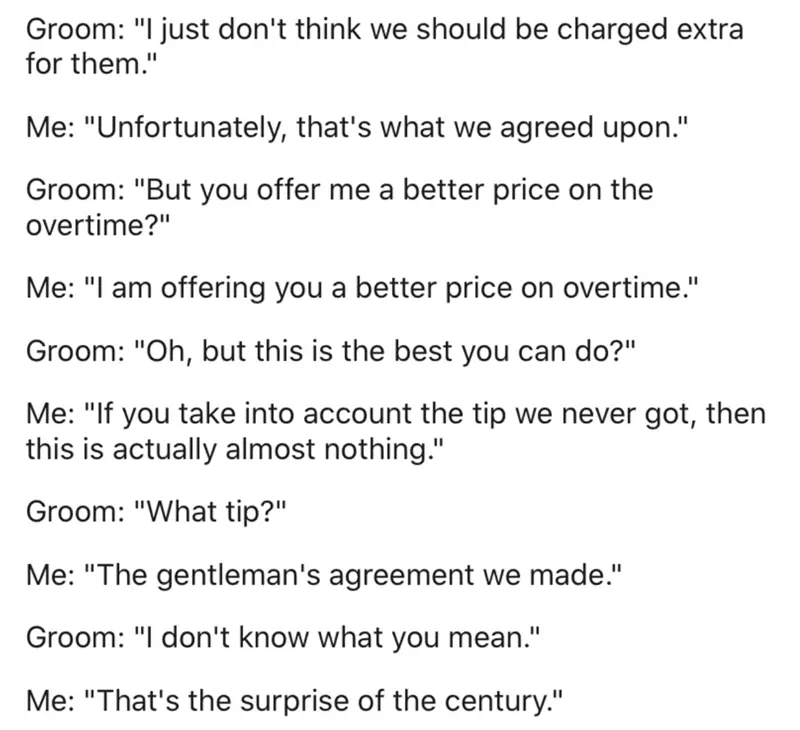 Groom: "I just don't think we should be charged extra
for them."
Me: "Unfortunately, that's what we agreed upon."
Groom: "But you offer me a better price on the
overtime?"
Me: "I am offering you a better price on overtime."
Groom: "Oh, but this is the best you can do?"
Me: "If you take into account the tip we never got, then
this is actually almost nothing."
Groom: "What tip?"
Me: "The gentleman's agreement we made."
Groom: "I don't know what you mean."
Me: "That's the surprise of the century."